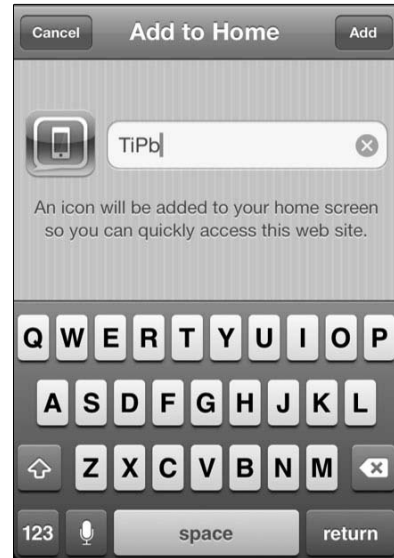 Cancel Add to Home Add
TiPb
An icon will be added to your home screen
so you can quickly access this web site.
Q W E R T Y U I O P
A S D F G H J K L
Z X C V B N M
123 space return